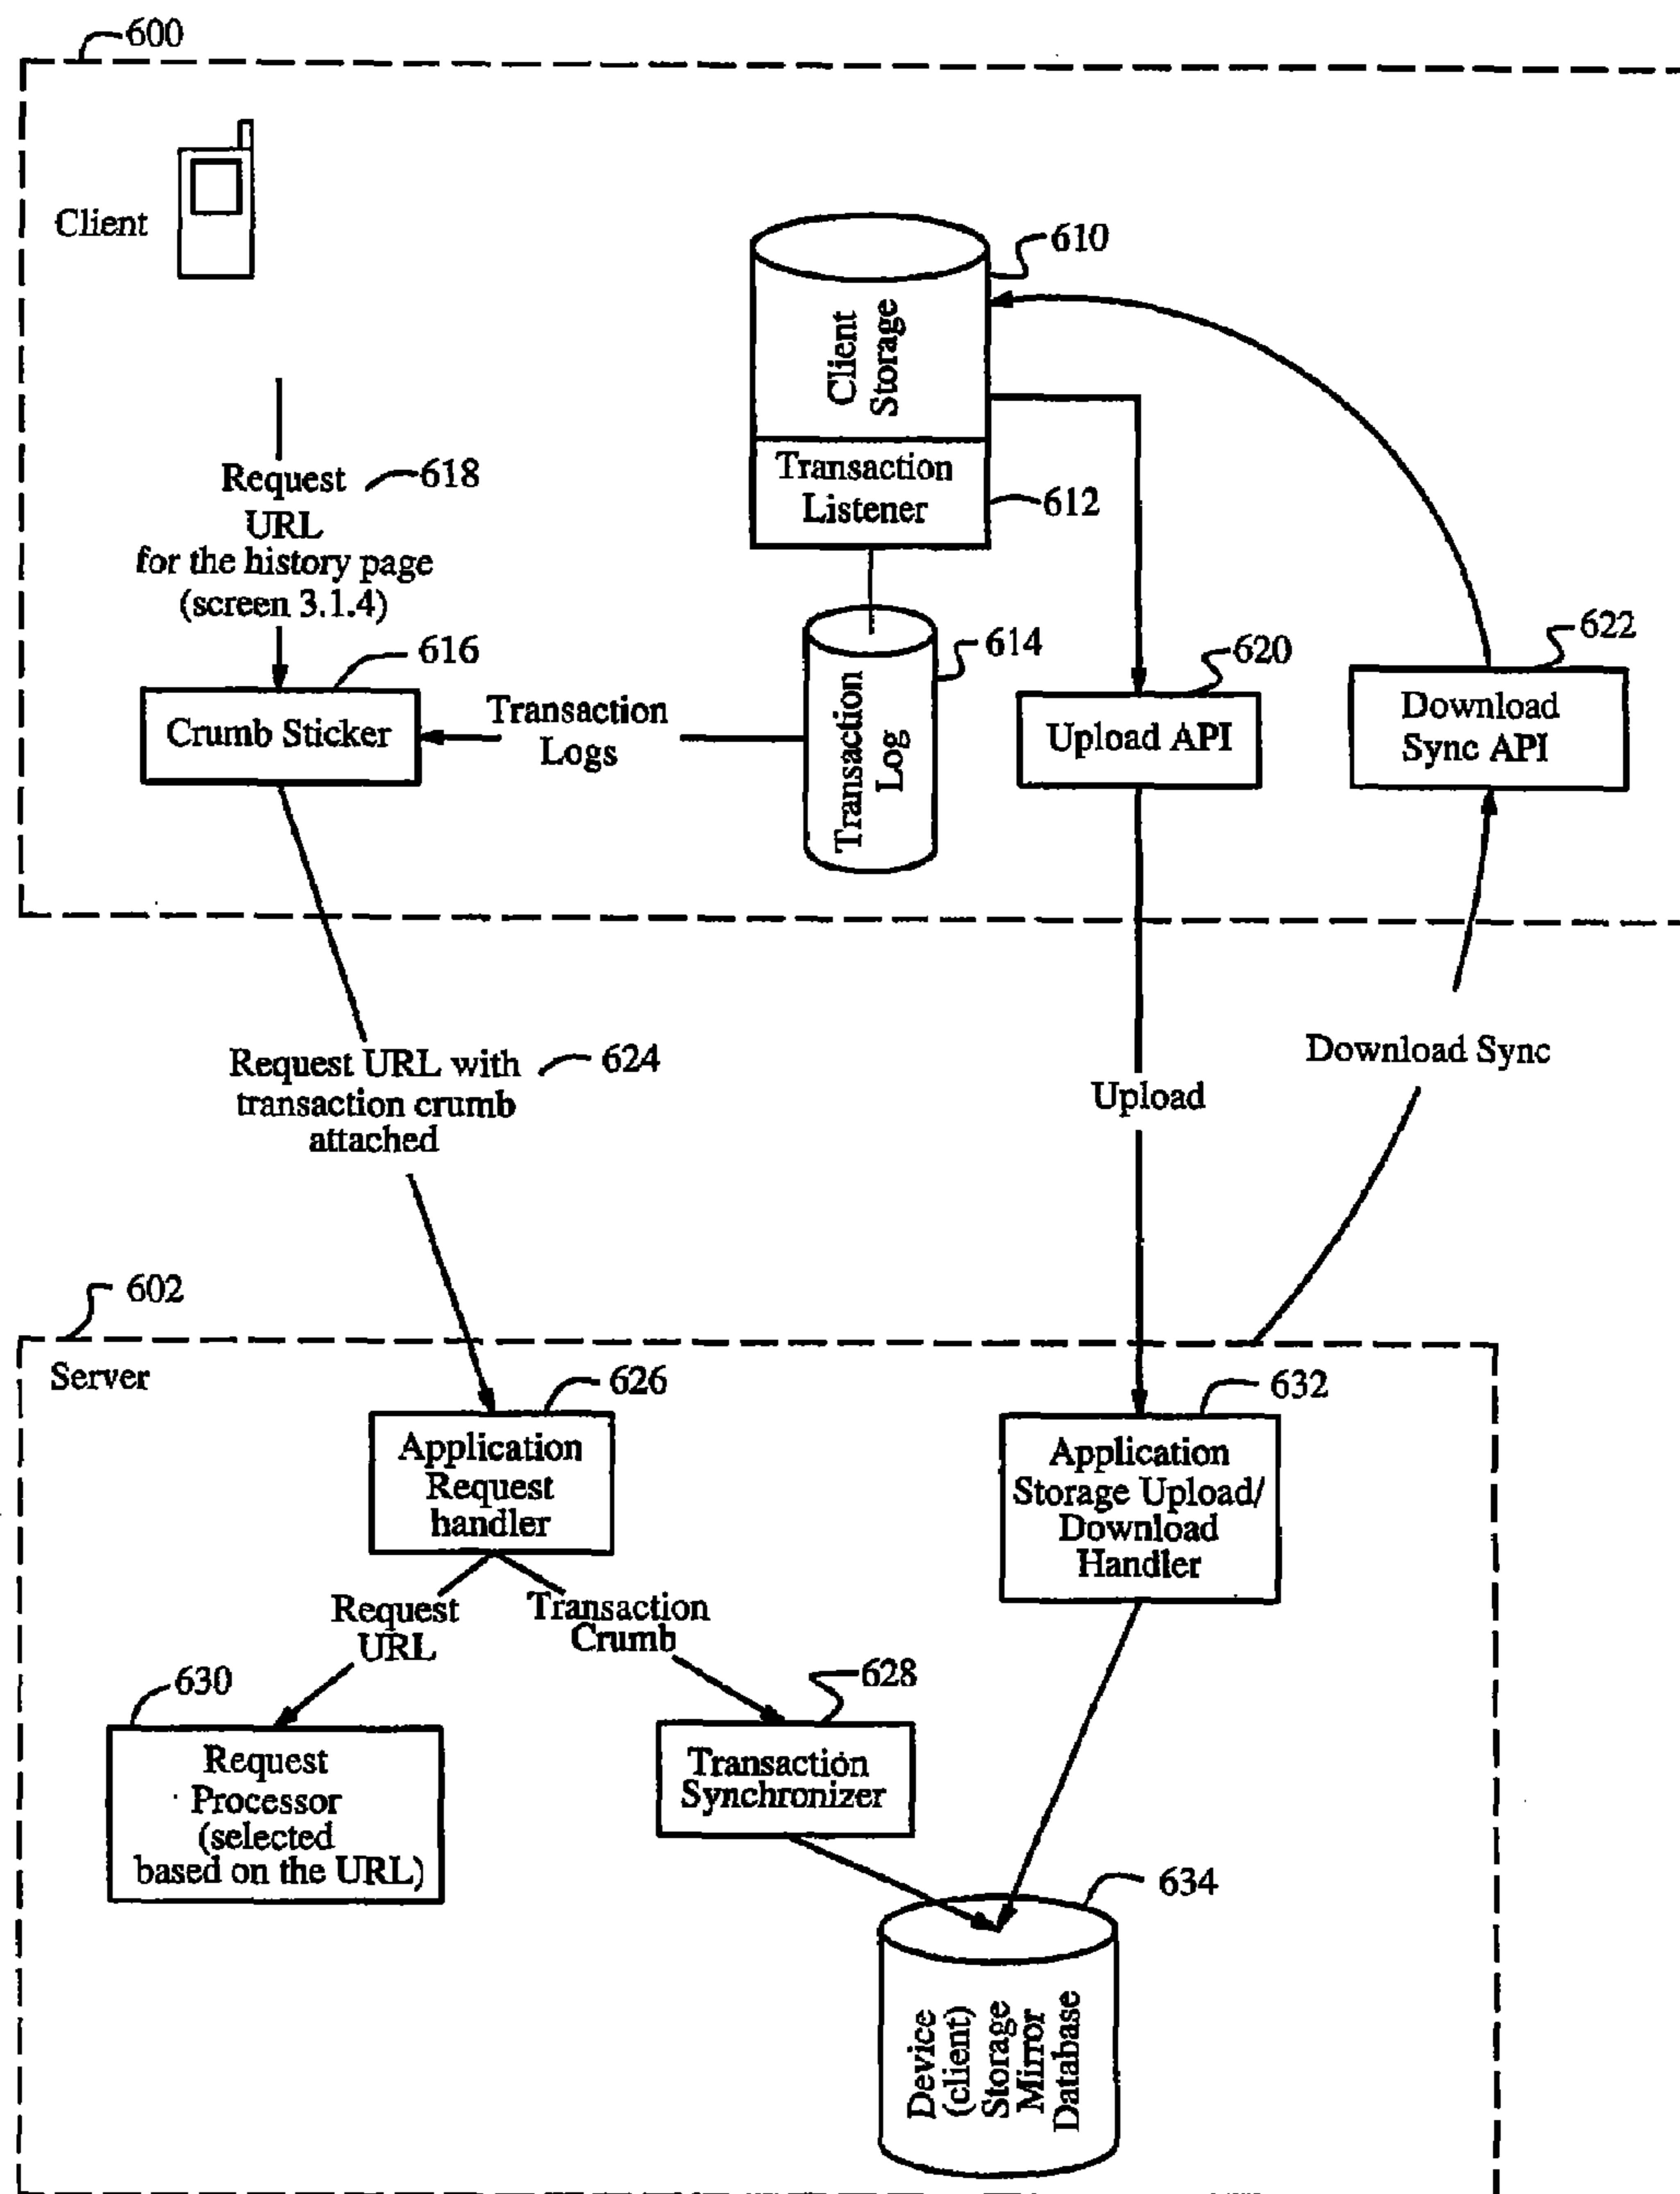 600
Client
610
Client
Storage
Transaction
Listener
612
Request
618
URL
for the history page
(screen 3.1.4)
616
Crumb Sticker
Transaction
Logs
614
Transaction
Log
620
Upload API
622
Download
Sync API
Request URL with
624
transaction crumb
attached
Upload
Download Sync
602
Server
626
Application
Request
handler
632
Application
Storage Upload/
Download
Handler
Request
URL
Transaction
Crumb
630
Request
Processor
(selected
based on the URL)
628
Transaction
Synchronizer
634
Device
(client)
Storage
Mirror
Database